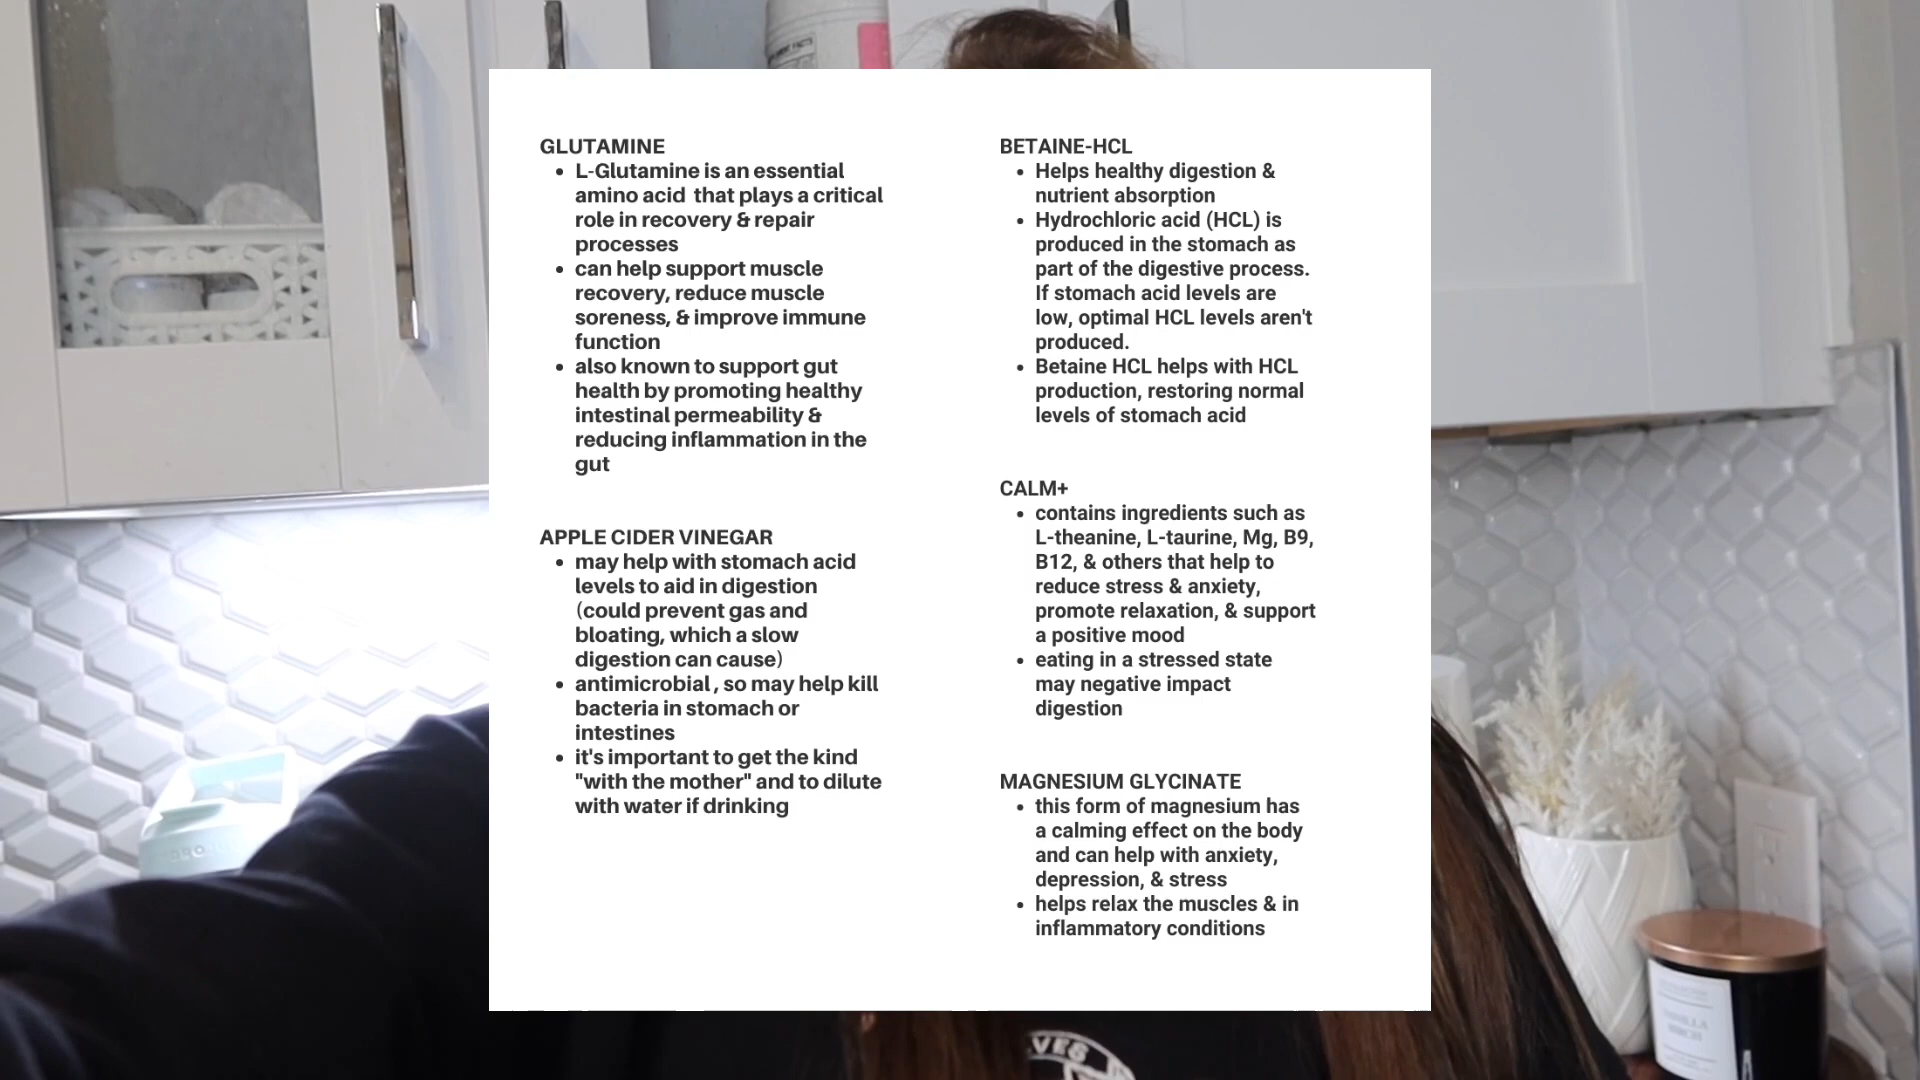 GLUTAMINE
L-Glutamine is an essential
amino acid that plays a critical
role in recovery & repair
processes
can help support muscle
recovery, reduce muscle
soreness, & improve immune
function
also known to support gut
health by promoting healthy
intestinal permeability &
reducing inflammation in the
gut
APPLE CIDER VINEGAR
may help with stomach acid
levels to aid in digestion
(could prevent gas and
bloating, which a slow
digestion can cause)
antimicrobial , so may help kill
bacteria in stomach or
intestines
it's important to get the kind
"with the mother" and to dilute
with water if drinking
BETAINE-HCL
Helps healthy digestion &
nutrient absorption
Hydrochloric acid (HCL) is
produced in the stomach as
part of the digestive process.
If stomach acid levels are
low, optimal HCL levels aren't
produced.
Betaine HCL helps with HCL
production, restoring normal
levels of stomach acid
CALM+
contains ingredients such as
L-theanine, L-taurine, Mg, B9,
B12, & others that help to
reduce stress & anxiety,
promote relaxation, & support
a positive mood
eating in a stressed state
may negative impact
digestion
MAGNESIUM GLYCINATE
this form of magnesium has
a calming effect on the body
and can help with anxiety,
depression, & stress
helps relax the muscles & in
inflammatory conditions